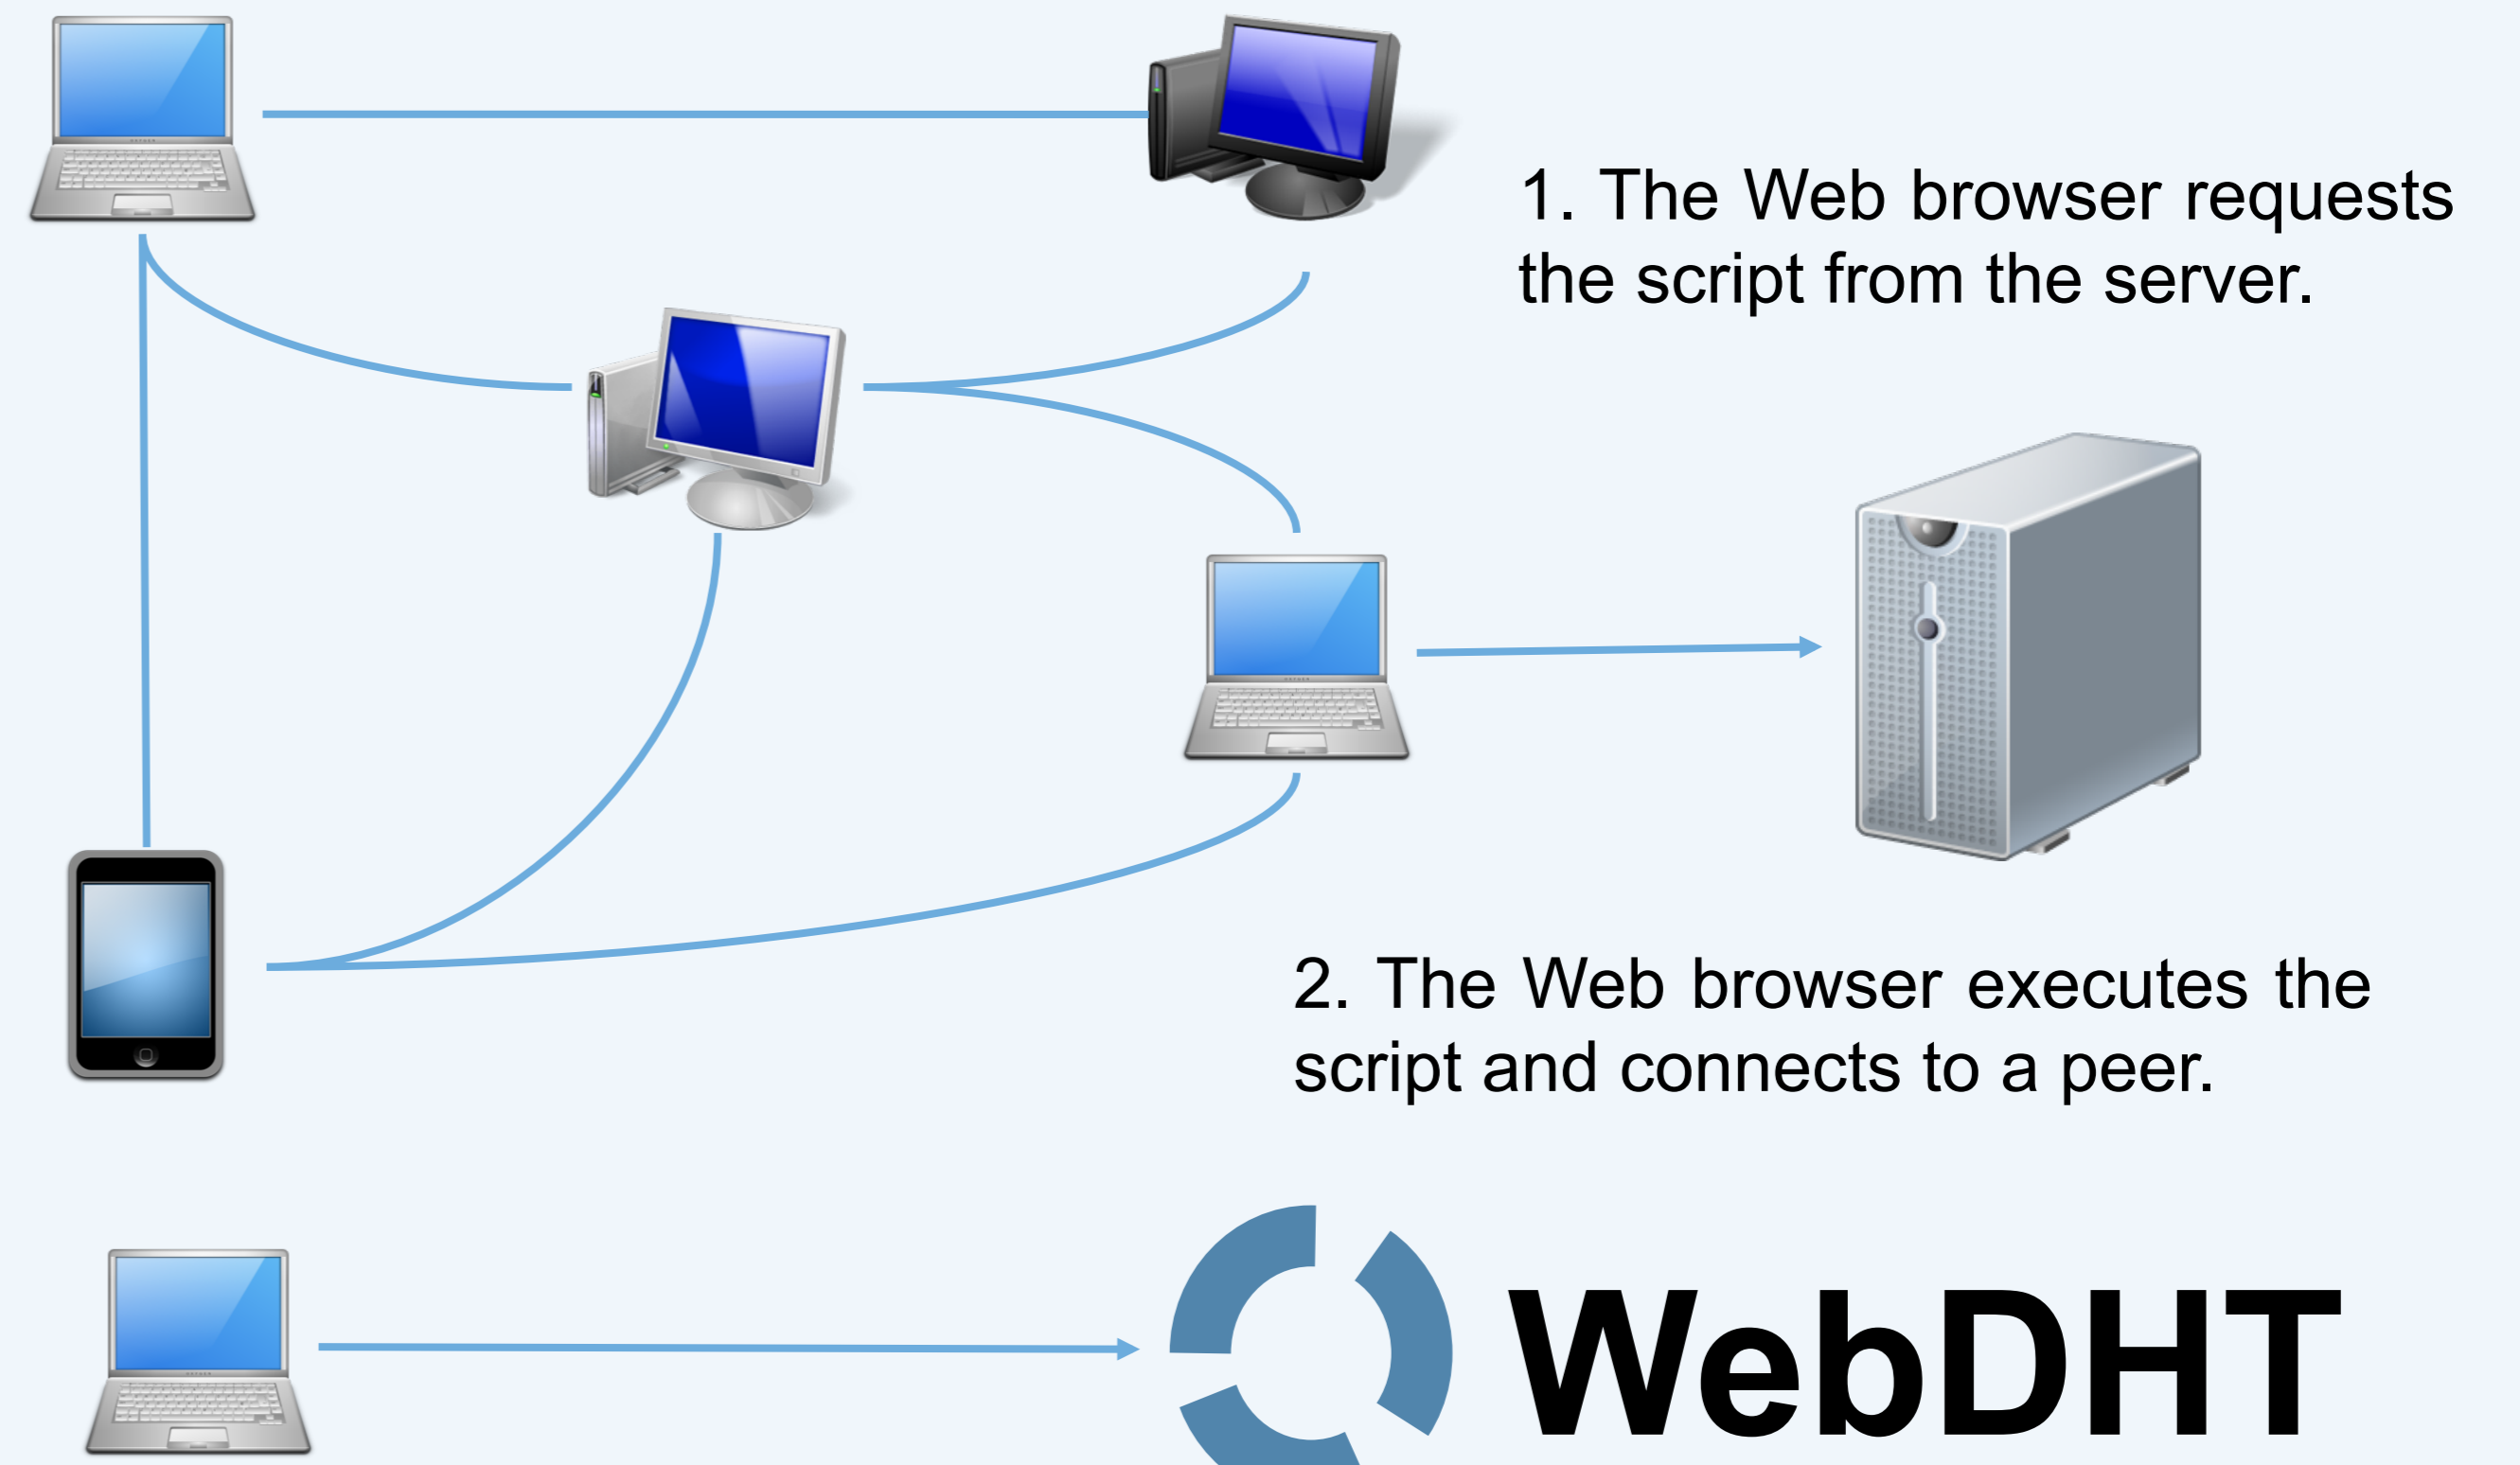 1. The Web browser requests
the script from the server.
2. The Web browser executes the
script and connects to a peer.
WebDHT